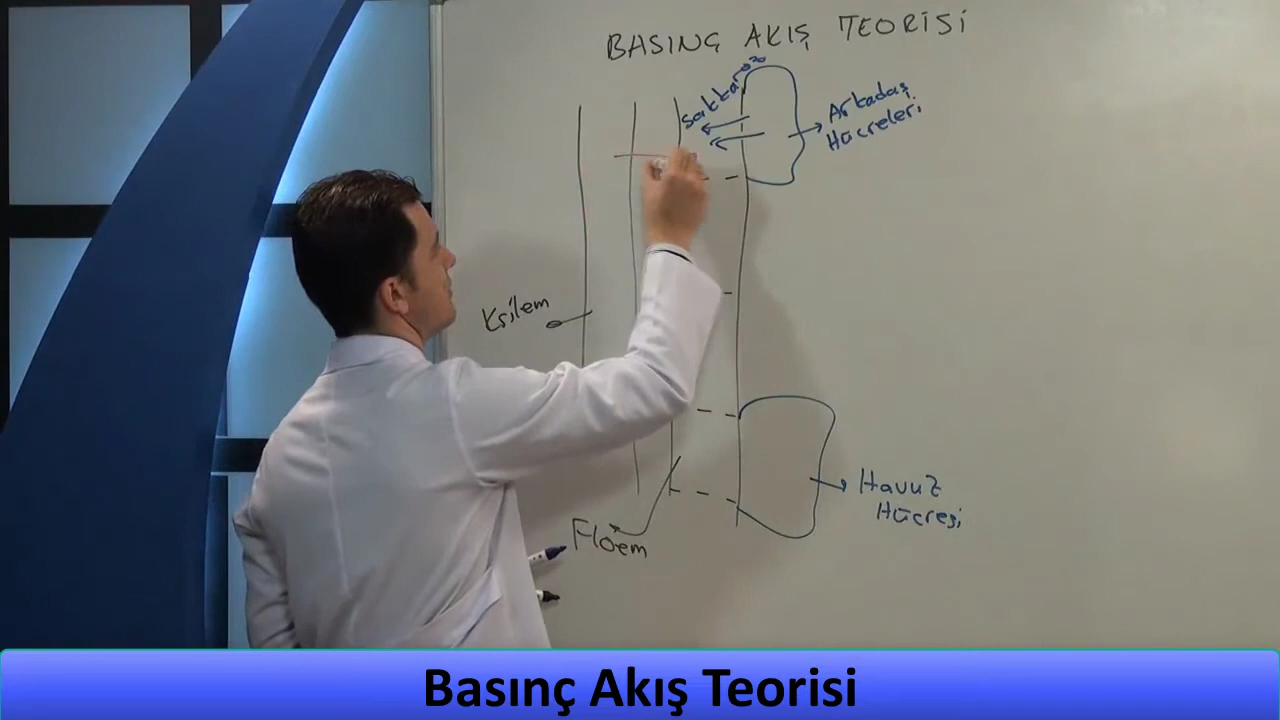 BASINÇ AKIŞ TEORİSİ
Sakkaroz
Arkadaş
Hücreleri
Ksilem
Havuz
Hücresi
Floem
Basınç Akış Teorisi